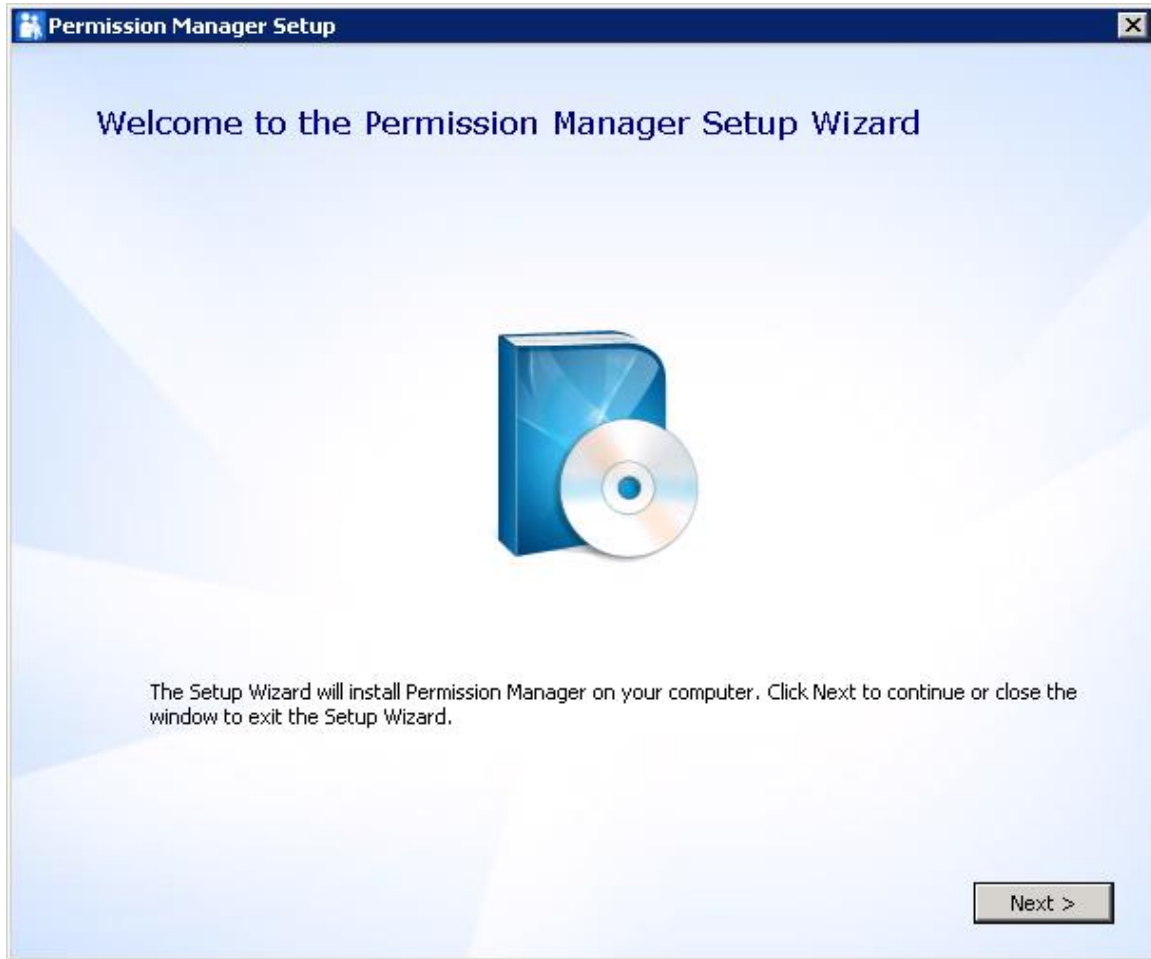 Permission Manager Setup
Welcome to the Permission Manager Setup Wizard
The Setup Wizard will install Permission Manager on your computer. Click Next to continue or close the
window to exit the Setup Wizard.
Next >